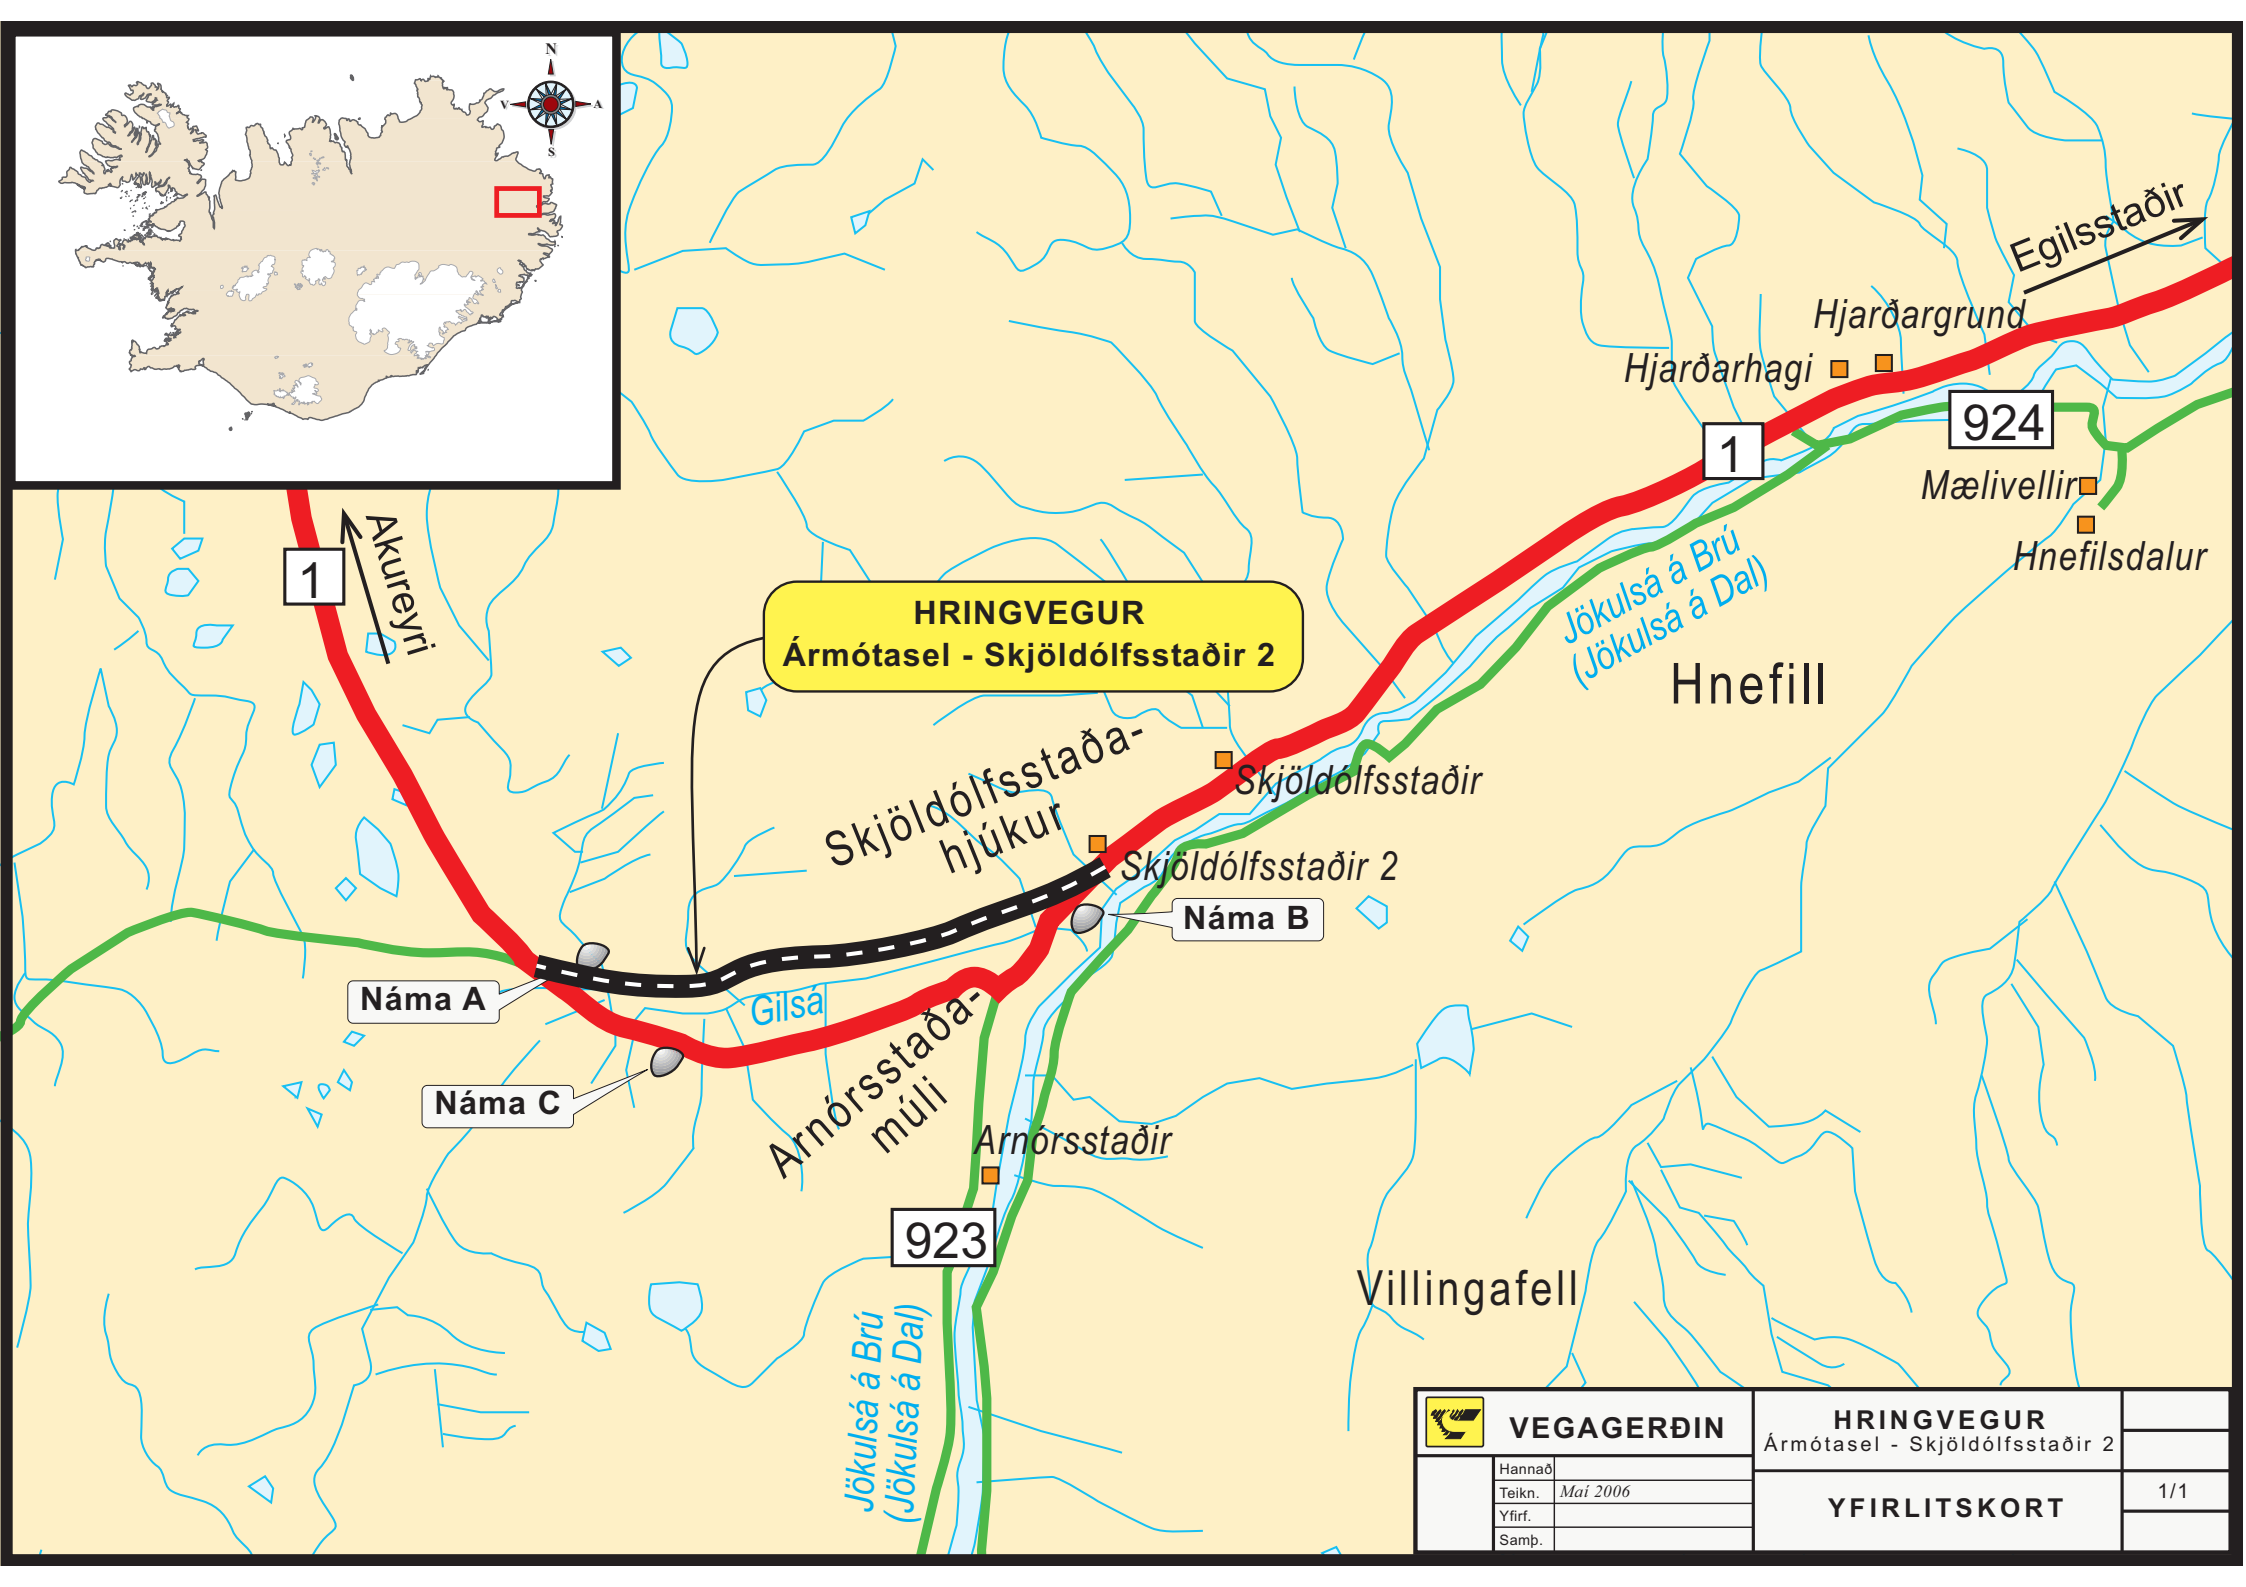 N
V
A
S
Egilsstaðir
Hjarðargrund
Hjarðarhagi
924
1
Mælivellir
Hnefilsdalur
Akureyri
1
Jökulsá á Brú
(Jökulsá á Dal)
HRINGVEGUR
Ármótasel - Skjöldólfsstaðir 2
Hnefill
Skjöldólfsstaða-
hjúkur
Skjöldólfsstaðir
Skjöldólfsstaðir 2
Náma B
Náma A
Gilsá
Náma C
Arnórsstaða-
múli
Arnórsstaðir
923
Villingafell
Jökulsá á Brú
(Jökulsá á Dal)
VEGAGERÐIN
HRINGVEGUR
Ármótasel - Skjöldólfsstaðir 2
Hannað
Teikn. Maí 2006
Yfirf.
Samþ.
YFIRLITSKORT
1/1